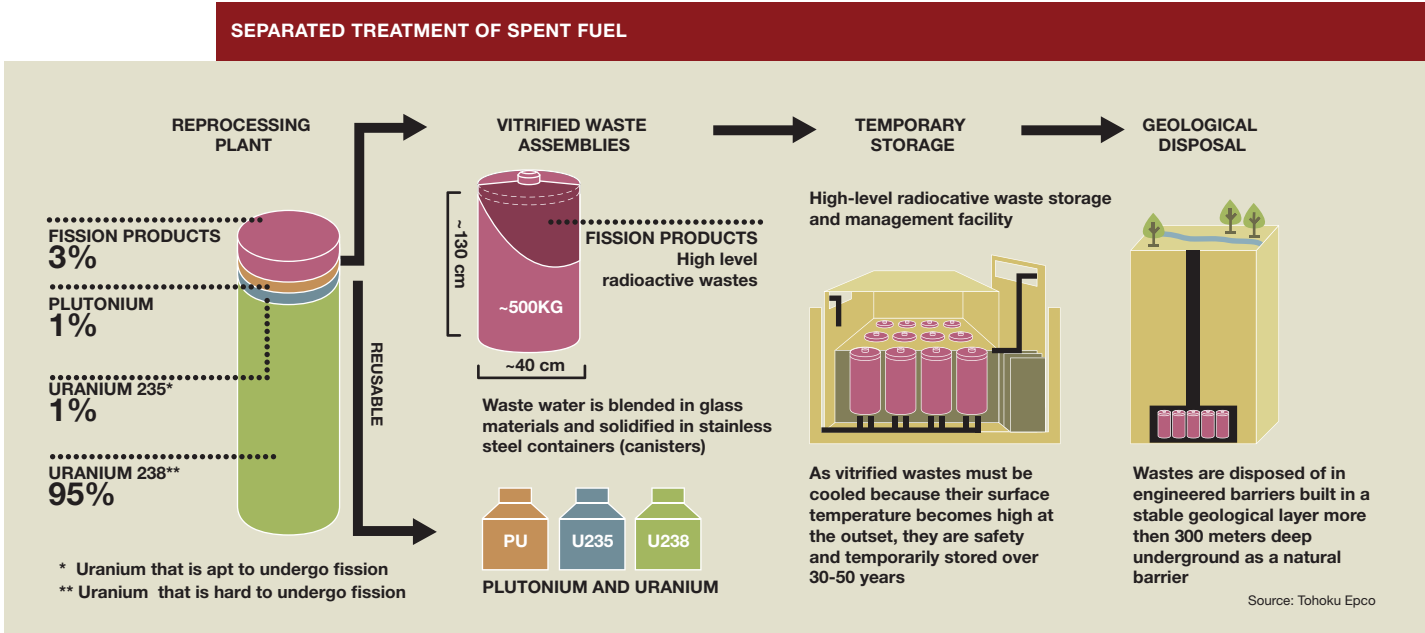 SEPARATED TREATMENT OF SPENT FUEL
REPROCESSING
PLANT
FISSION PRODUCTS
3%
PLUTONIUM
1%
URANIUM 235*
1%
URANIUM 238**
95%
REUSABLE
* Uranium that is apt to undergo fission
** Uranium that is hard to undergo fission
VITRIFIED WASTE
ASSEMBLIES
~130 cm
FISSION PRODUCTS
High level
radioactive wastes
~500KG
~40 cm
Waste water is blended in glass
materials and solidified in stainless
steel containers (canisters)
PU
U235
U238
PLUTONIUM AND URANIUM
TEMPORARY
STORAGE
High-level radiocative waste storage
and management facility
As vitrified wastes must be
cooled because their surface
temperature becomes high at
the outset, they are safety
and temporarily stored over
30-50 years
GEOLOGICAL
DISPOSAL
Wastes are disposed of in
engineered barriers built in a
stable geological layer more
then 300 meters deep
underground as a natural
barrier
Source: Tohoku Epco